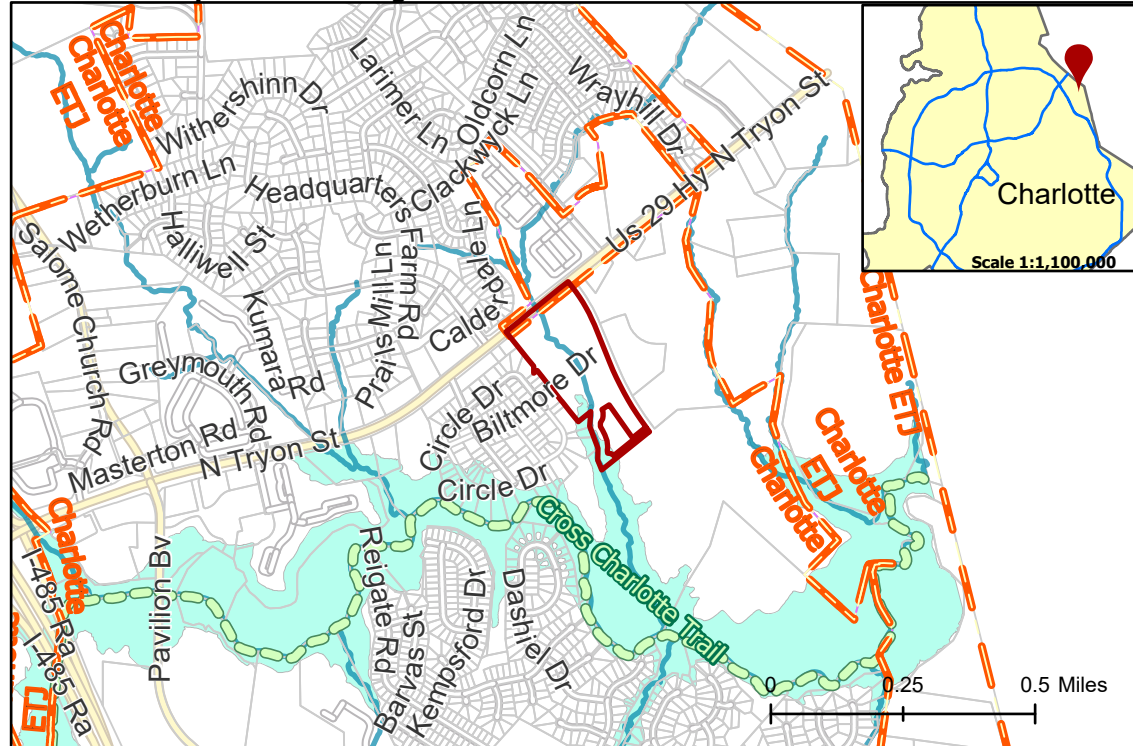 Charlotte
Charlotte
ETJ
Withershinn Dr
Larimer Ln
Oldcorn Ln
Clackwyck Ln
Wrayhill Dr
Us 29 Hy N Tryon St
Wetherburn Ln
Headquarters Farm Rd
Halliwell St
Salome Church Rd
Kumara Rd
Prails Mill Ln
Calderdale Ln
Greymouth Rd
Masterton Rd
N Tryon St
Circle Dr
Biltmore Dr
Circle Dr
Charlotte ETJ
Charlotte
ETJ
Charlotte
Cross Charlotte Trail
Charlotte
I-485 Ra
I-485 Ra
ETJ
Pavilion Bv
Reigate Rd
Barvas St
Kempsford Dr
Dashiel Dr
0 0.25 0.5 Miles
Charlotte
Scale 1:1,100,000